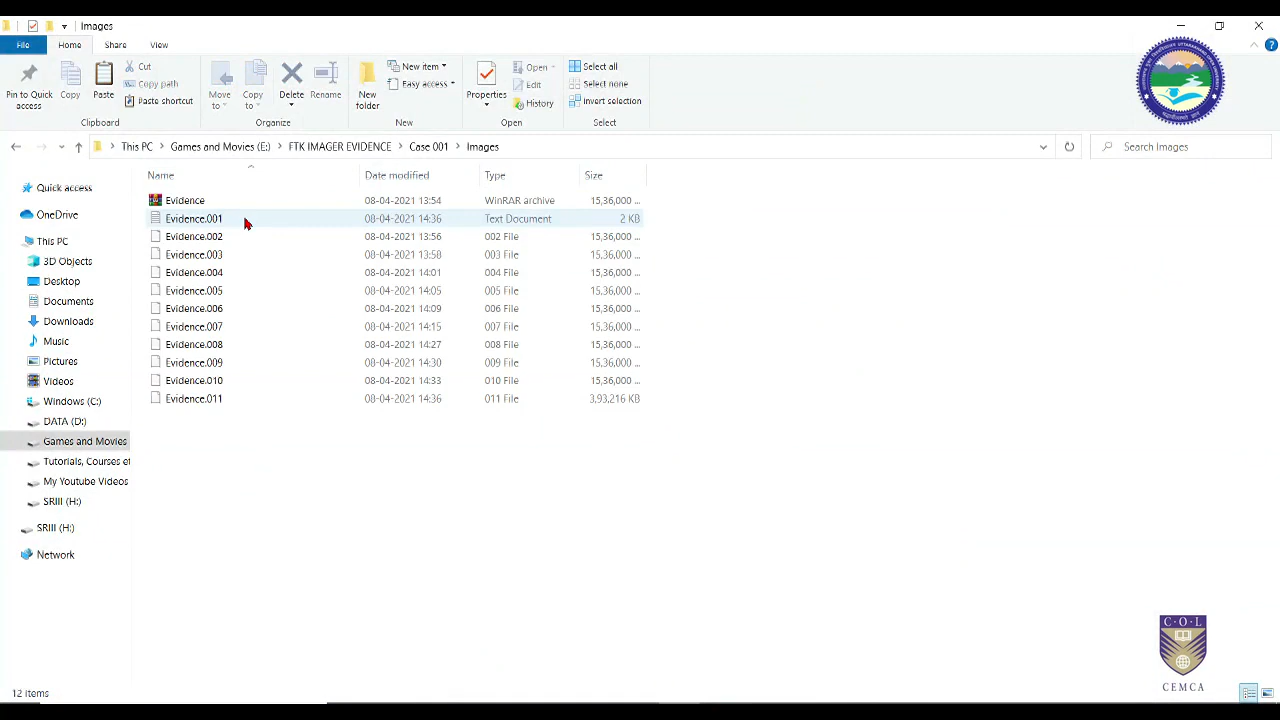 Images
File Home Share View
Pin to Quick access
Copy
Paste
Cut
Copy path
Paste shortcut
Clipboard
Move to
Copy to
Delete
Rename
Organize
New folder
New item
Easy access
New
Properties
Open
Edit
History
Open
Select all
Select none
Invert selection
Select
This PC > Games and Movies (E:) > FTK IMAGER EVIDENCE > Case 001 > Images
Search Images
Quick access
OneDrive
This PC
3D Objects
Desktop
Documents
Downloads
Music
Pictures
Videos
Windows (C:)
DATA (D:)
Games and Movies
Tutorials, Courses et
My Youtube Videos
SRIII (H:)
SRIII (H:)
Network
Name Date modified Type Size
Evidence 08-04-2021 13:54 WinRAR archive 15,36,000 ...
Evidence.001 08-04-2021 14:36 Text Document 2 KB
Evidence.002 08-04-2021 13:56 002 File 15,36,000 ...
Evidence.003 08-04-2021 13:58 003 File 15,36,000 ...
Evidence.004 08-04-2021 14:01 004 File 15,36,000 ...
Evidence.005 08-04-2021 14:05 005 File 15,36,000 ...
Evidence.006 08-04-2021 14:09 006 File 15,36,000 ...
Evidence.007 08-04-2021 14:15 007 File 15,36,000 ...
Evidence.008 08-04-2021 14:27 008 File 15,36,000 ...
Evidence.009 08-04-2021 14:30 009 File 15,36,000 ...
Evidence.010 08-04-2021 14:33 010 File 15,36,000 ...
Evidence.011 08-04-2021 14:36 011 File 3,93,216 KB
12 items
C·O·L
CEMCA